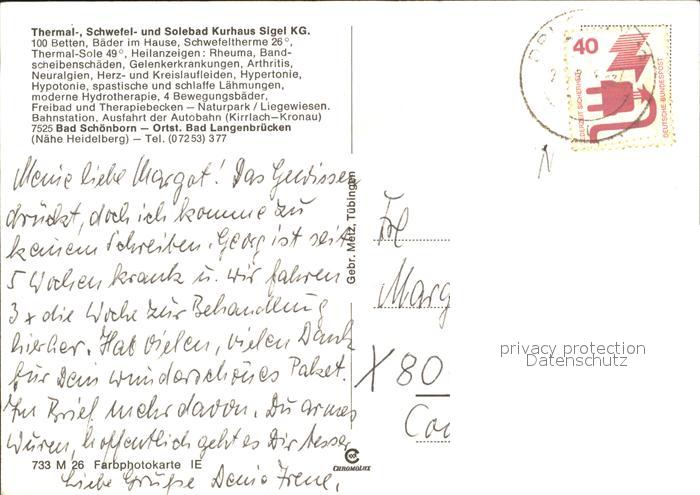 Thermal-, Schwefel- und Solebad Kurhaus Sigel KG.
100 Betten, Bäder im Hause, Schwefeltherme 26°,
Thermal-Sole 49°, Heilanzeigen: Rheuma, Band-
scheibenschäden, Gelenkerkrankungen, Arthritis,
Neuralgien, Herz- und Kreislaufleiden, Hypertonie,
Hypotonie, spastische und schlaffe Lähmungen,
moderne Hydrotherapie, 4 Bewegungsbäder,
Freibad und Therapiebecken – Naturpark / Liegewiesen.
Bahnstation, Ausfahrt der Autobahn (Kirrlach-Kronau)
7525 Bad Schönborn – Ortst. Bad Langenbrücken
(Nähe Heidelberg) – Tel. (07253) 377
Meine liebe Margot! Das Gewissen
drückt, doch ich komme zu
keinem Schreiben. Georg ist seit
5 Wochen krank u. wir fahren
3x die Woche zur Behandlung
hierher. Hab vielen, vielen Dank
für Dein wunderschönes Paket.
Im Brief mehr davon. Du armes
hoffentlich geht es Dir besser
Liebe Grüße Deine Irene.
733 M 26 Farbphotokarte IE
Gebr. Metz, Tübingen
CHROMOLUX
40
JEDERZEIT SICHERHEIT
DEUTSCHE BUNDESPOST
Frl
Marg
X 80
privacy protection
Datenschutz